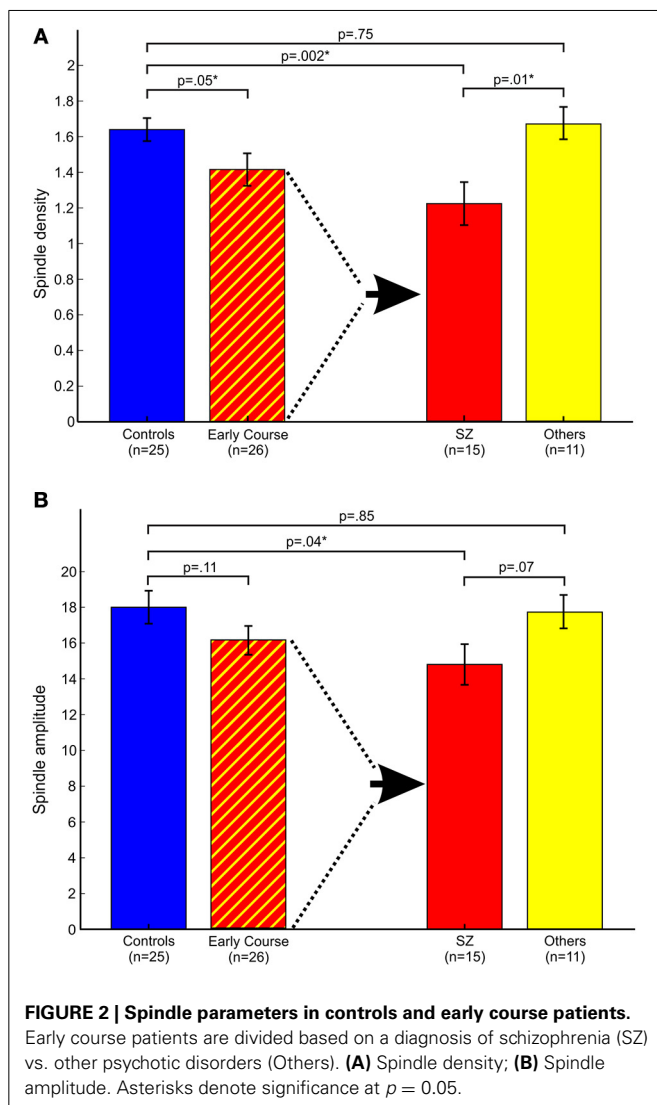 A
p=.75
p=.002*
p=.05*
p=.01*
2
1.8
1.6
1.4
1.2
1
0.8
0.6
0.4
0.2
0
Spindle density
Controls
(n=25)
Early Course
(n=26)
SZ
(n=15)
Others
(n=11)
B
p=.85
p=.04*
p=.11
p=.07
20
18
16
14
12
10
8
6
4
2
0
Spindle amplitude
Controls
(n=25)
Early Course
(n=26)
SZ
(n=15)
Others
(n=11)
FIGURE 2 | Spindle parameters in controls and early course patients.
Early course patients are divided based on a diagnosis of schizophrenia (SZ)
vs. other psychotic disorders (Others). (A) Spindle density; (B) Spindle
amplitude. Asterisks denote significance at p = 0.05.